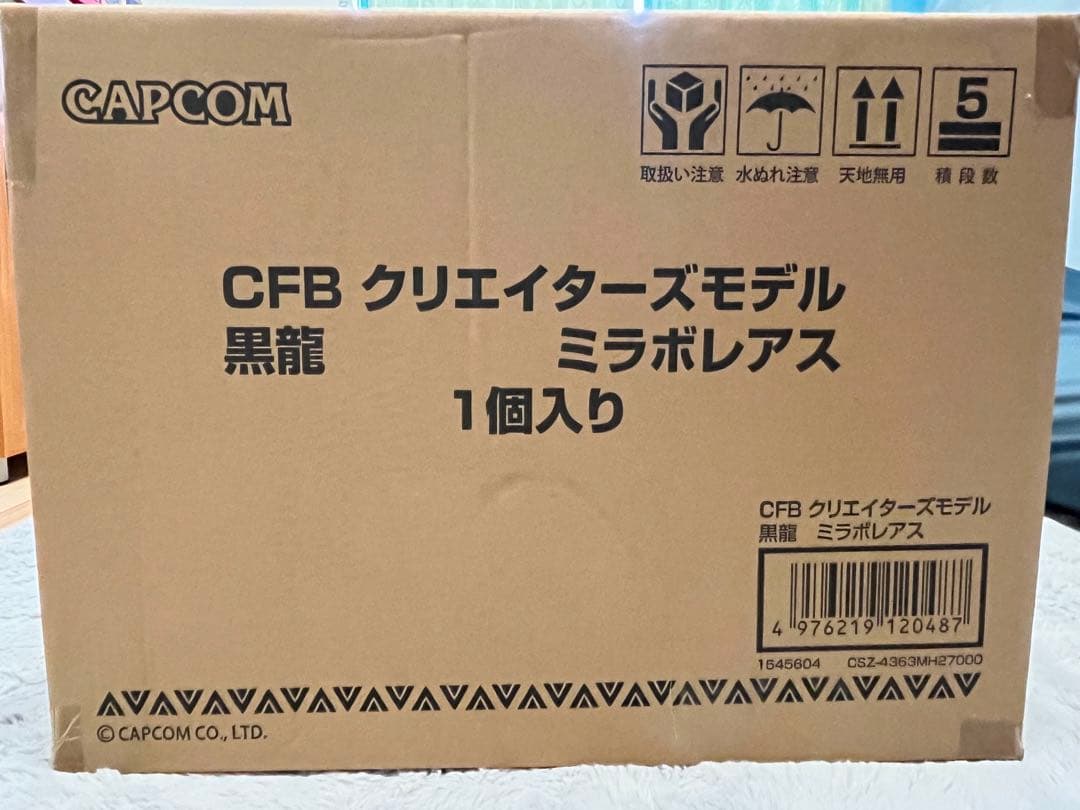 CAPCOM
5
取扱い注意 水ぬれ注意 天地無用 積段数
CFB クリエイターズモデル
黒龍 ミラボレアス
1個入り
CFB クリエイターズモデル
黒龍 ミラボレアス
4 976219 120487
1545604 CSZ-4363MH27000
© CAPCOM CO., LTD.